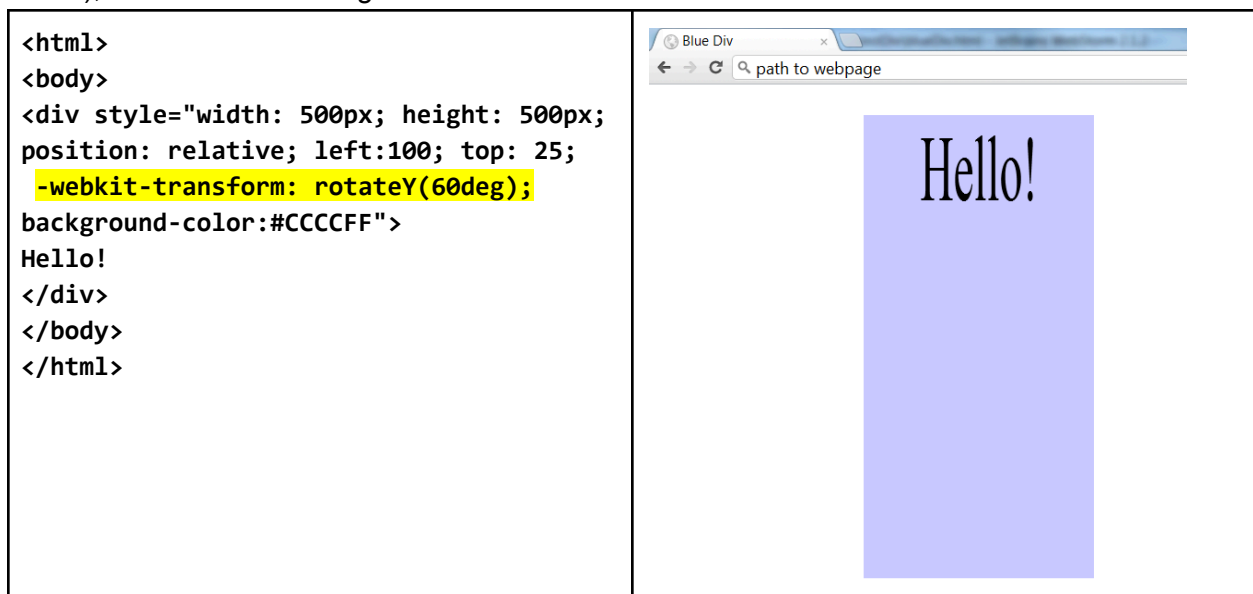 <html>
<body>
<div style="width: 500px; height: 500px;
position: relative; left:100; top: 25;
-webkit-transform: rotateY(60deg);
background-color:#CCCCFF">
Hello!
</div>
</body>
</html>
Blue Div
path to webpage
Hello!